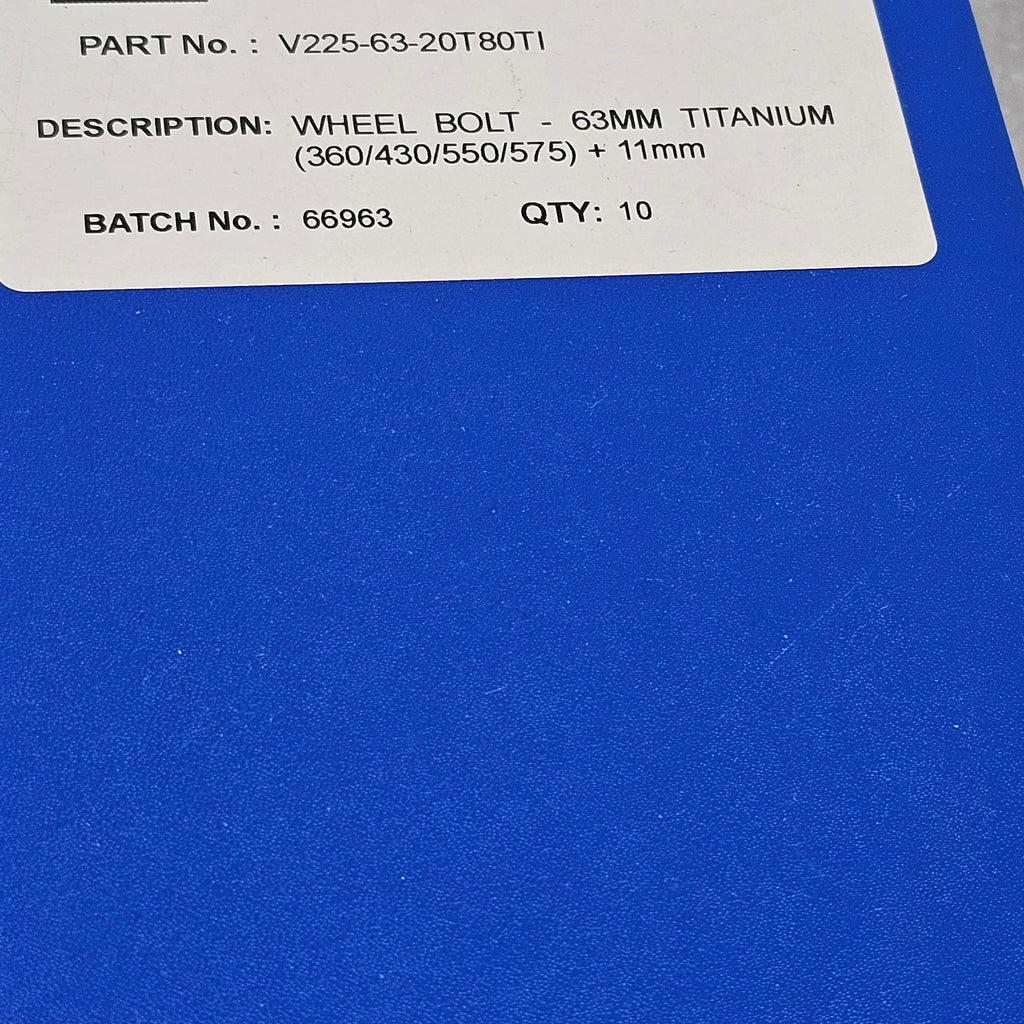 PART No. : V225-63-20T80TI
DESCRIPTION: WHEEL BOLT - 63MM TITANIUM
(360/430/550/575) + 11mm
BATCH No. : 66963 QTY: 10